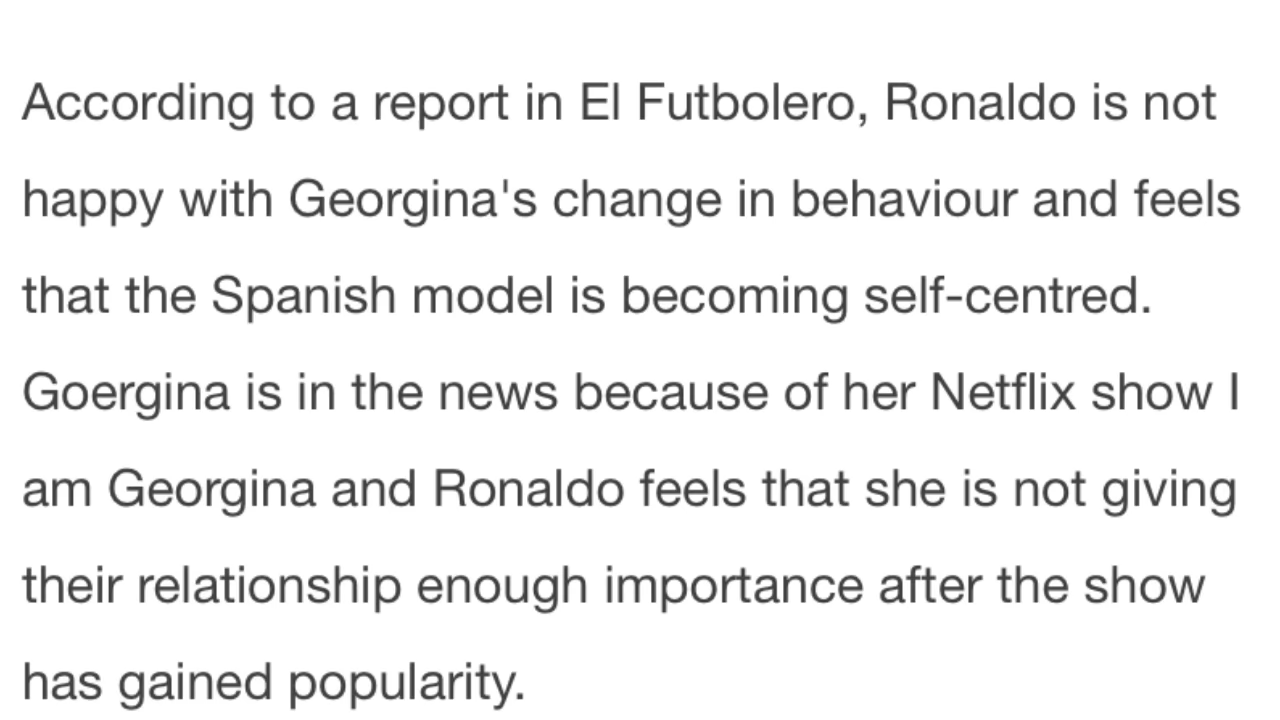 According to a report in El Futbolero, Ronaldo is not
happy with Georgina's change in behaviour and feels
that the Spanish model is becoming self-centred.
Goergina is in the news because of her Netflix show I
am Georgina and Ronaldo feels that she is not giving
their relationship enough importance after the show
has gained popularity.